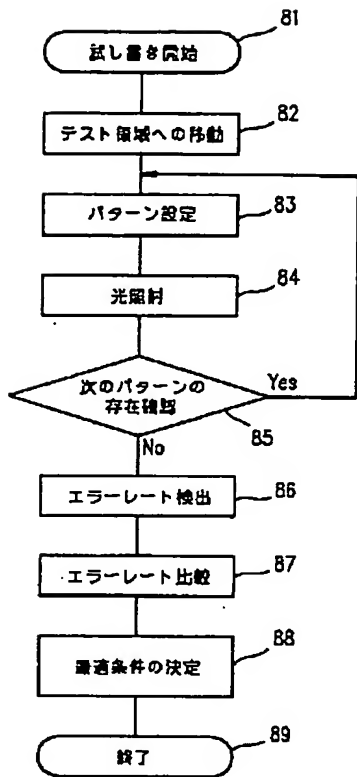 81
試し書き開始
82
テスト領域への移動
83
パターン設定
84
光照射
次のパターンの
存在確認
Yes
85
No
86
エラーレート検出
87
エラーレート比較
88
最適条件の決定
89
終了